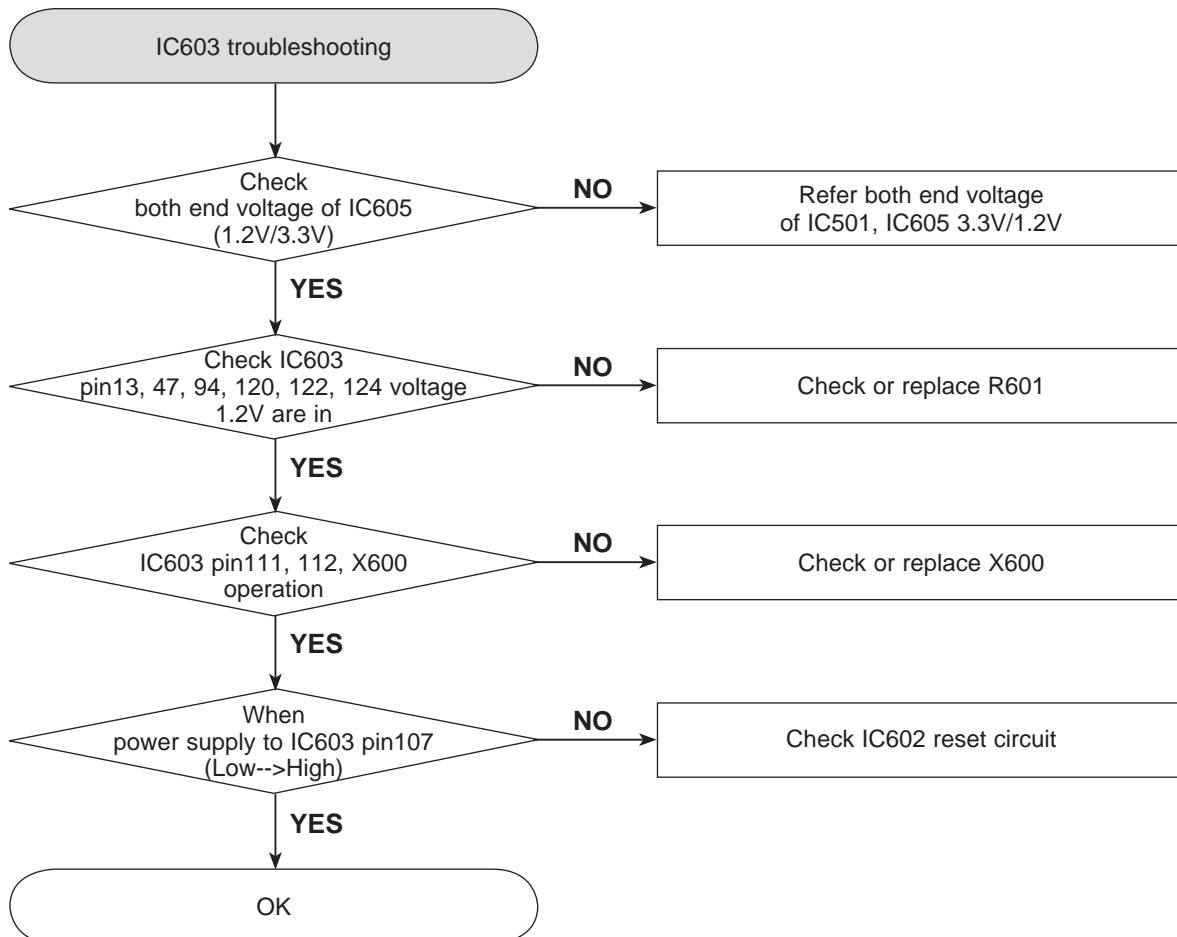 IC603 troubleshooting
Check
both end voltage of IC605
(1.2V/3.3V)
NO
Refer both end voltage
of IC501, IC605 3.3V/1.2V
YES
Check IC603
pin13, 47, 94, 120, 122, 124 voltage
1.2V are in
NO
Check or replace R601
YES
Check
IC603 pin111, 112, X600
operation
NO
Check or replace X600
YES
When
power supply to IC603 pin107
(Low-->High)
NO
Check IC602 reset circuit
YES
OK